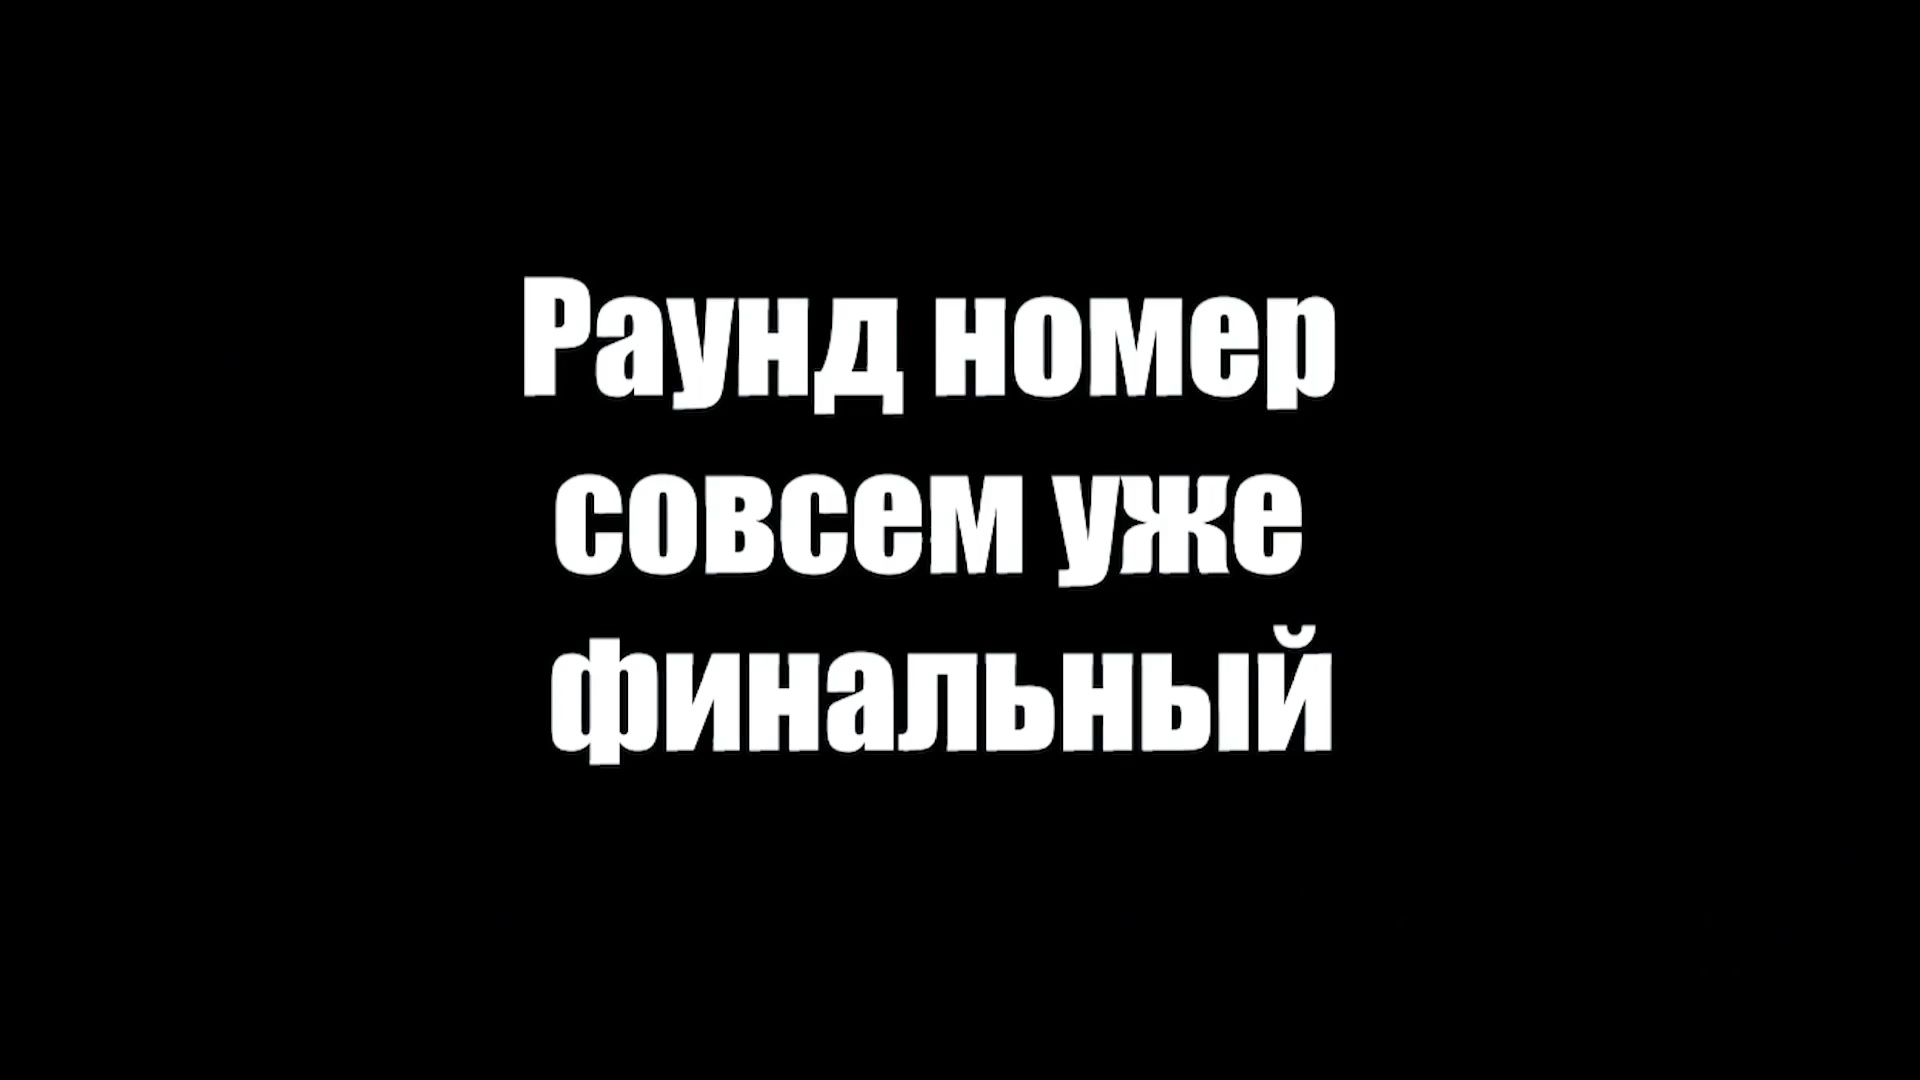 Раунд номер
совсем уже
финальный